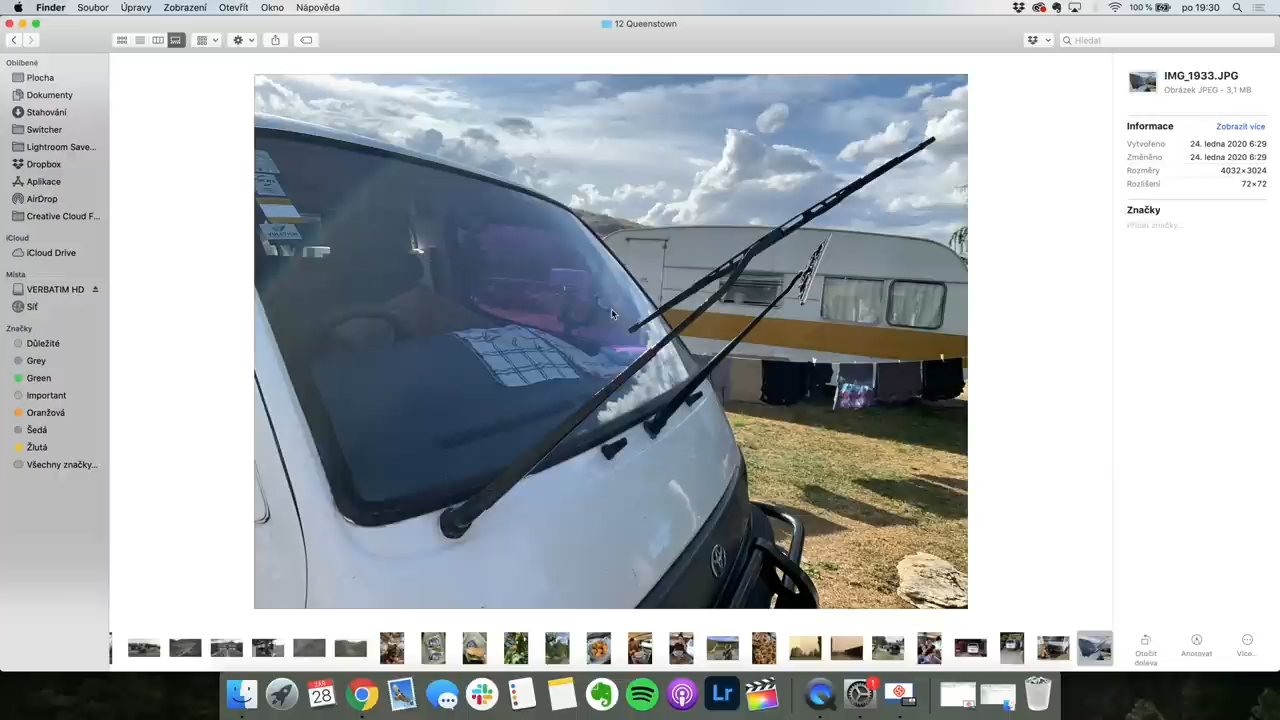 Finder Soubor Úpravy Zobrazení Otevřít Okno Nápověda
100 % po 19:30
12 Queenstown
Hledat
Oblíbené
Plocha
Dokumenty
Stahování
Switcher
Lightroom Save...
Dropbox
Aplikace
AirDrop
Creative Cloud F...
iCloud
iCloud Drive
Místa
VERBATIM HD
Síť
Značky
Důležité
Grey
Green
Important
Oranžová
Šedá
Žlutá
Všechny značky...
IMG_1933.JPG
Obrázek JPEG - 3,1 MB
Informace Zobrazit více
Vytvořeno 24. ledna 2020 6:29
Změněno 24. ledna 2020 6:29
Rozměry 4032×3024
Rozlišení 72×72
Značky
Přidat značky...
Otočit doleva
Anotovat
Více...
ZÁŘ
28
Lr
1